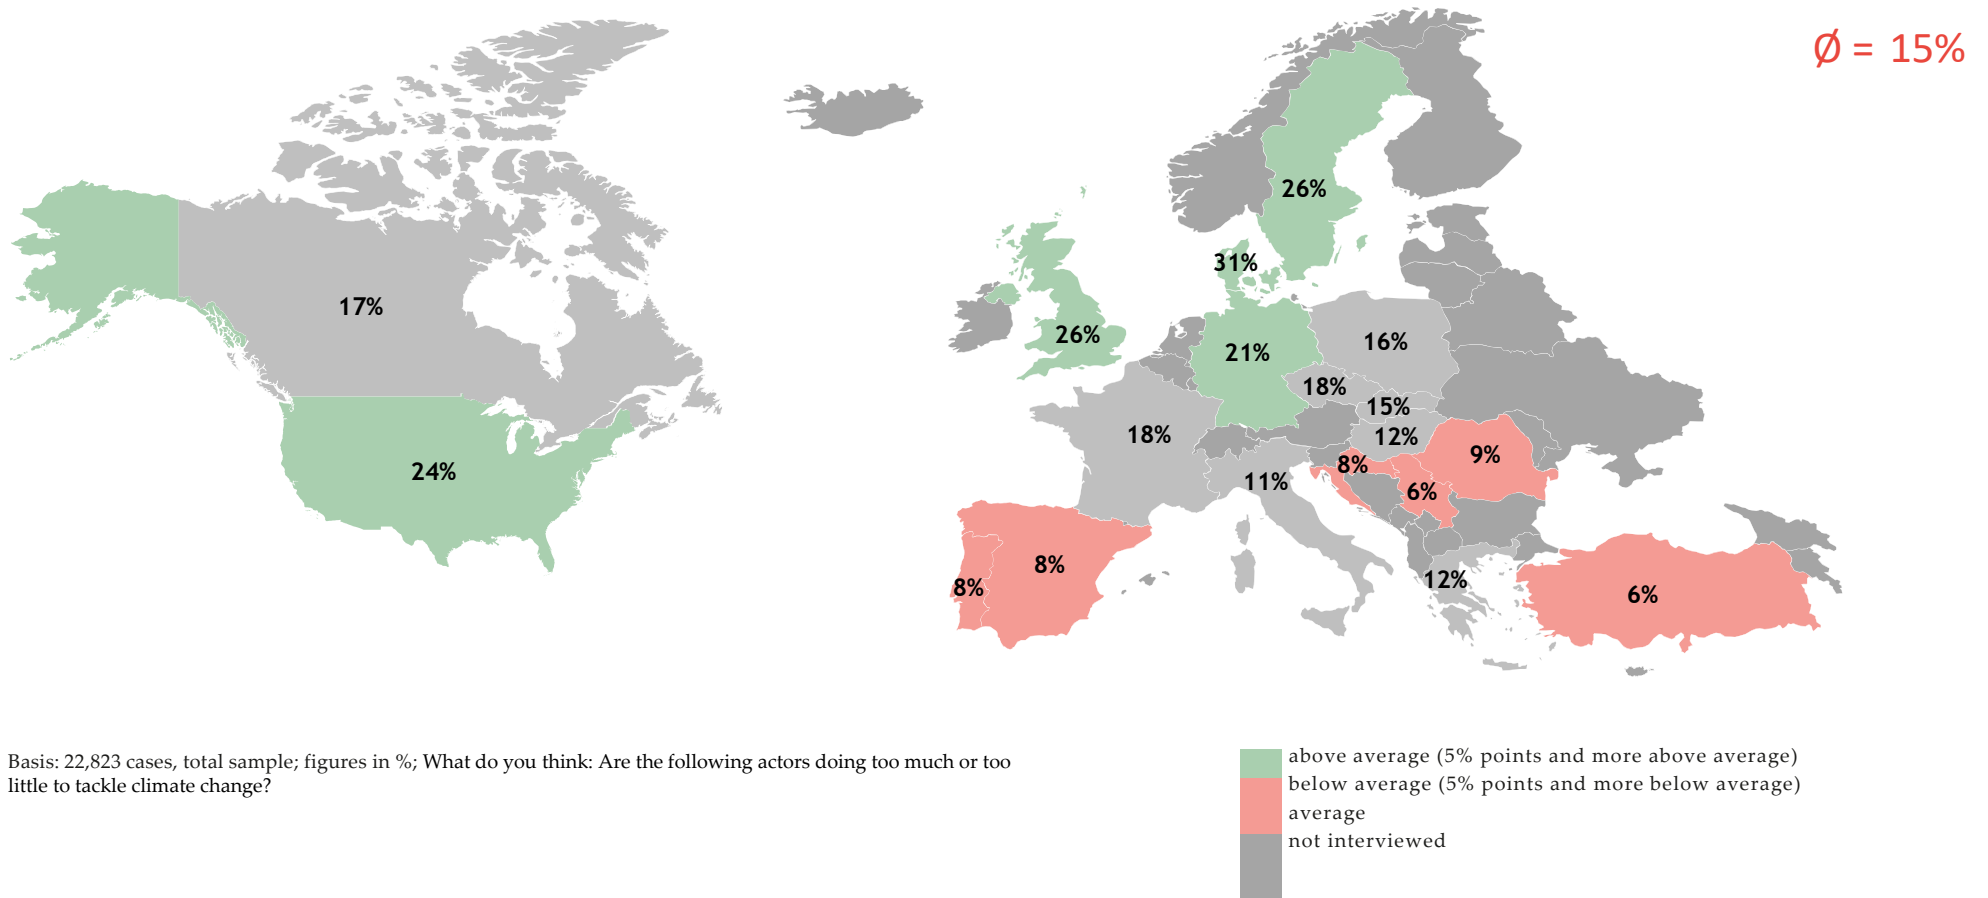 Ø = 15%
26%
31%
17%
26%
16%
21%
18%
15%
18%
12%
9%
8%
24%
11%
6%
8%
12%
8%
6%
Basis: 22,823 cases, total sample; figures in %; What do you think: Are the following actors doing too much or too
little to tackle climate change?
above average (5% points and more above average)
below average (5% points and more below average)
average
not interviewed